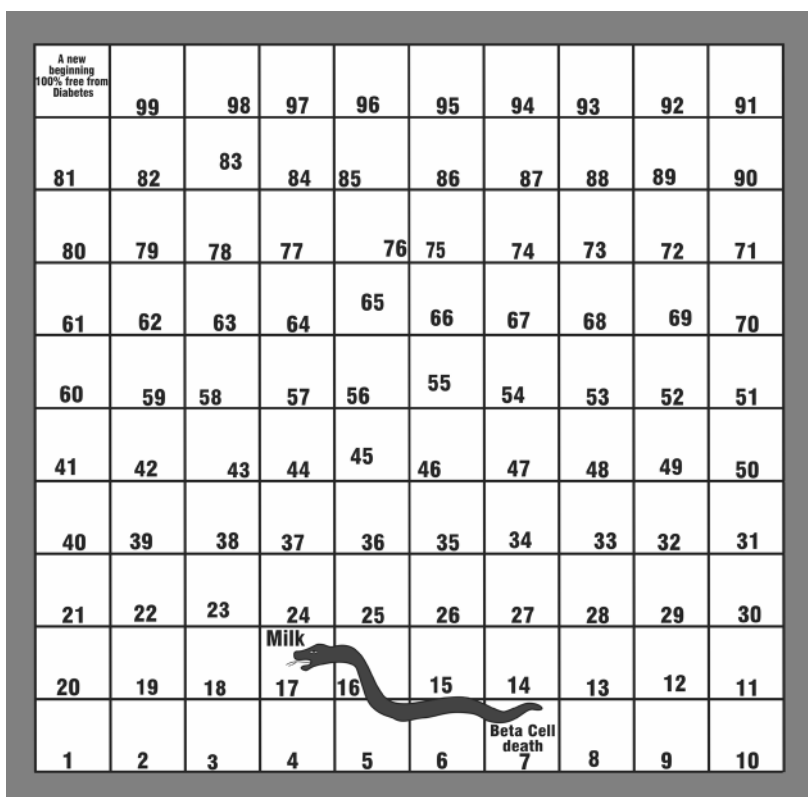 A new
beginning
100% free from
Diabetes
99 98 97 96 95 94 93 92 91
81 82 83 84 85 86 87 88 89 90
80 79 78 77 76 75 74 73 72 71
61 62 63 64 65 66 67 68 69 70
60 59 58 57 56 55 54 53 52 51
41 42 43 44 45 46 47 48 49 50
40 39 38 37 36 35 34 33 32 31
21 22 23 24 25 26 27 28 29 30
Milk
20 19 18 17 16 15 14 13 12 11
Beta Cell
death
1 2 3 4 5 6 7 8 9 10